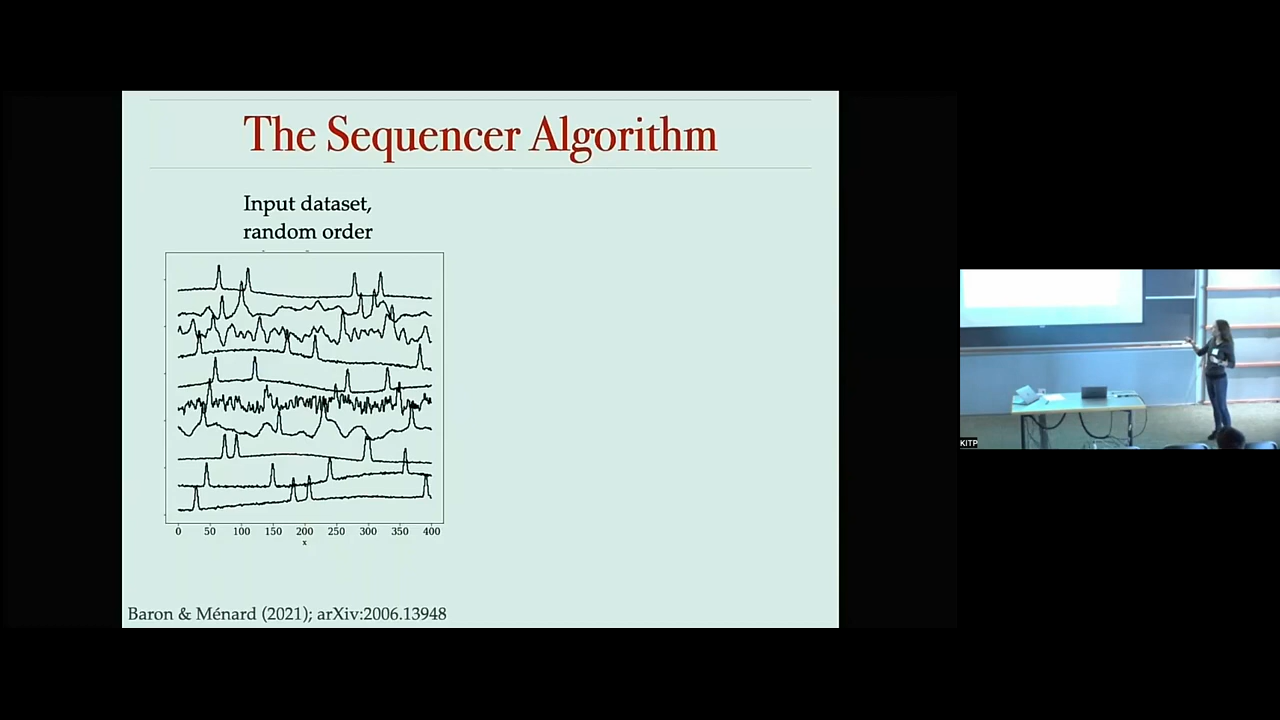 The Sequencer Algorithm
Input dataset,
random order
0 50 100 150 200 250 300 350 400
x
Baron & Ménard (2021); arXiv:2006.13948
KITP